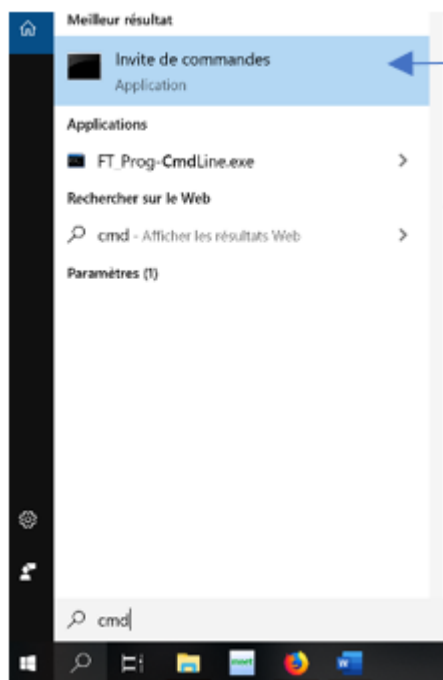 Meilleur résultat
Invite de commandes
Application
Applications
FT_Prog-CmdLine.exe
Rechercher sur le Web
cmd - Afficher les résultats Web
Paramètres (1)
cmd
meet